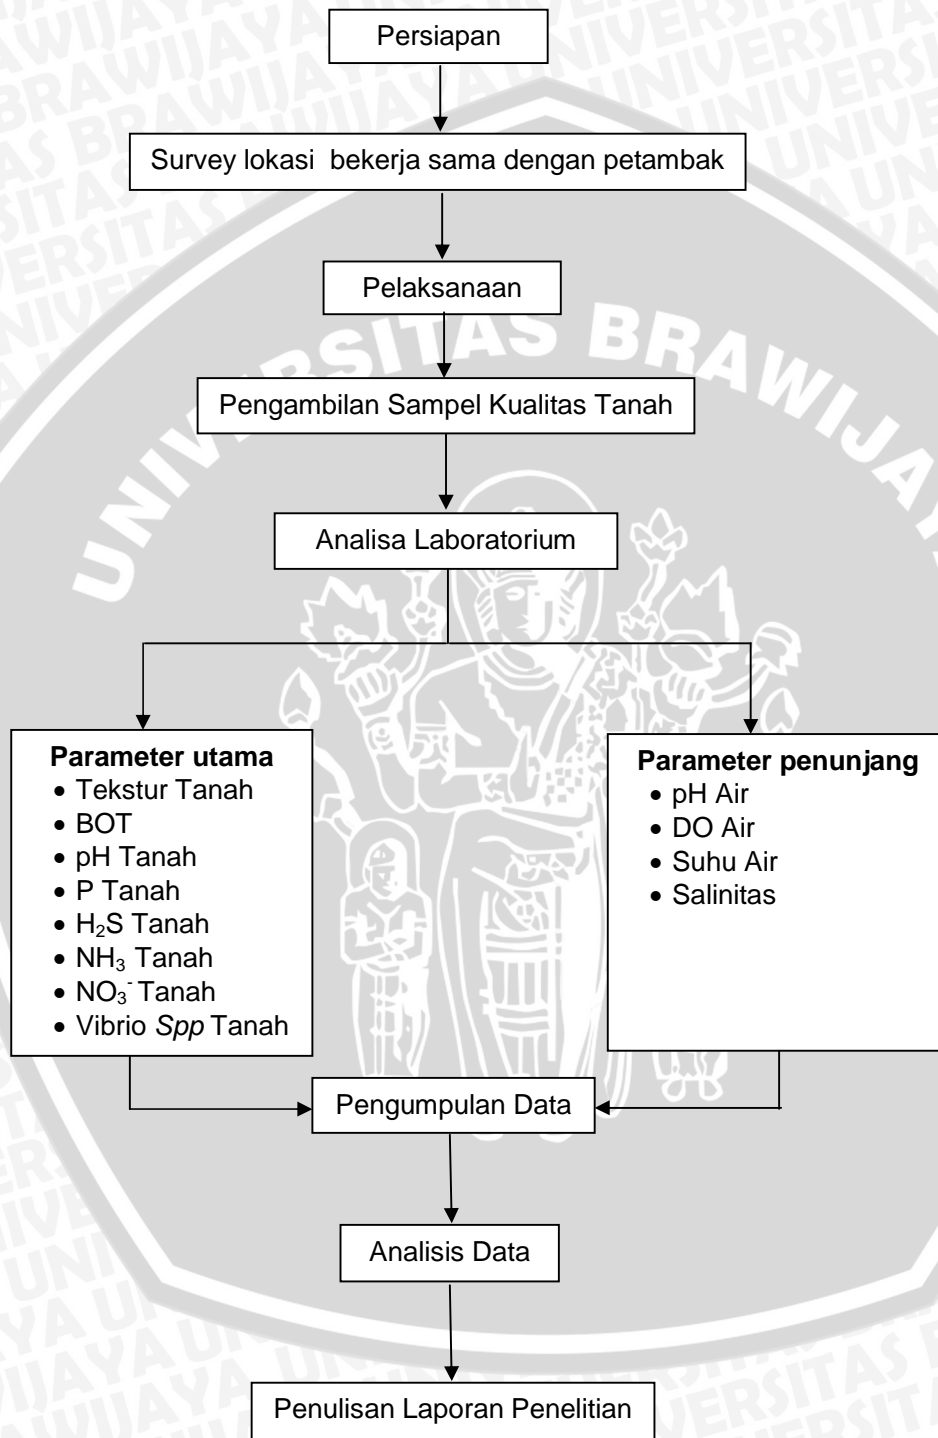 Persiapan
Survey lokasi bekerja sama dengan petambak
Pelaksanaan
UNIVERSITAS BRAWIJAYA
Pengambilan Sampel Kualitas Tanah
Analisa Laboratorium
Parameter utama
• Tekstur Tanah
• BOT
• pH Tanah
• P Tanah
• H₂S Tanah
• NH₃ Tanah
• NO₃⁻ Tanah
• Vibrio Spp Tanah
Parameter penunjang
• pH Air
• DO Air
• Suhu Air
• Salinitas
Pengumpulan Data
Analisis Data
Penulisan Laporan Penelitian